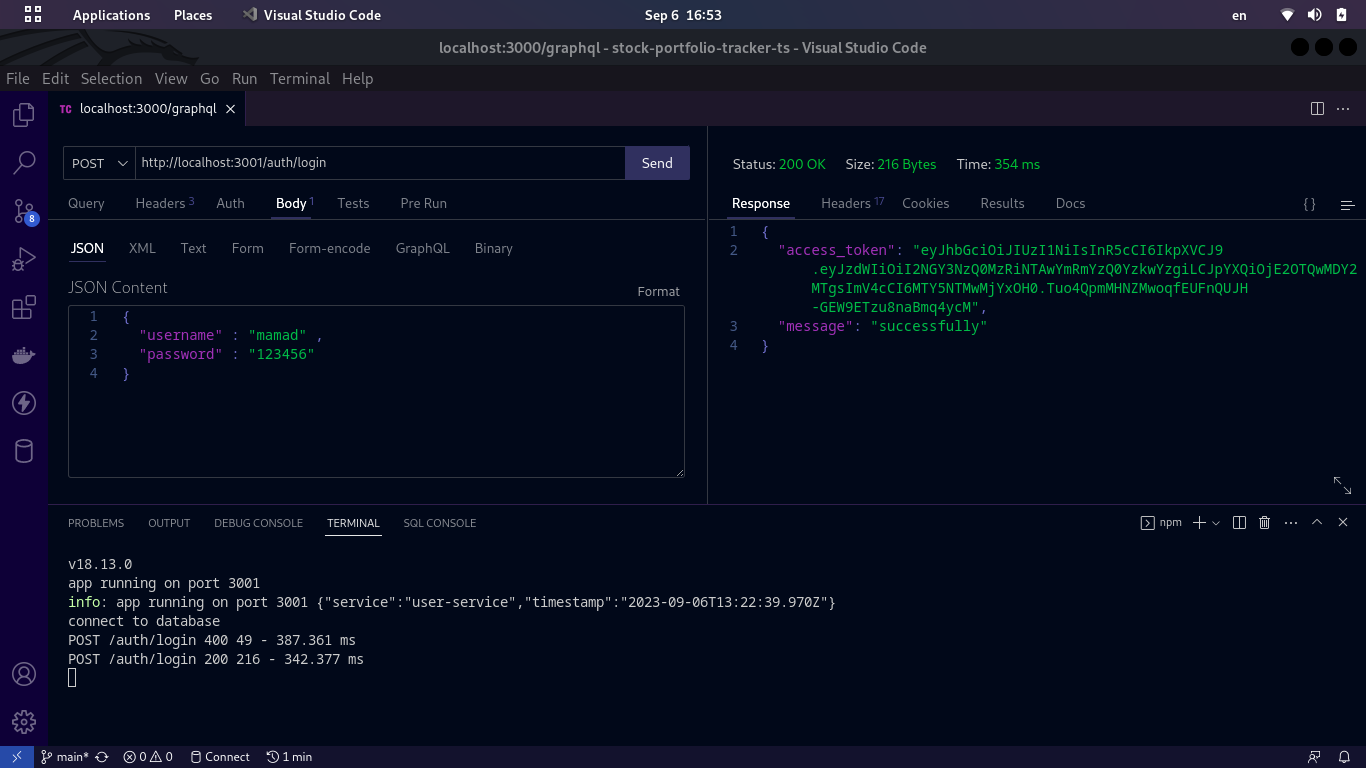 Applications Places Visual Studio Code Sep 6 16:53 en
localhost:3000/graphql - stock-portfolio-tracker-ts - Visual Studio Code
File Edit Selection View Go Run Terminal Help
TC localhost:3000/graphql
POST http://localhost:3001/auth/login Send
Query Headers 3 Auth Body 1 Tests Pre Run
JSON XML Text Form Form-encode GraphQL Binary
JSON Content Format
1 {
2 "username" : "mamad" ,
3 "password" : "123456"
4 }
Status: 200 OK Size: 216 Bytes Time: 354 ms
Response Headers 17 Cookies Results Docs { }
1 {
2 "access_token": "eyJhbGciOiJIUzI1NiIsInR5cCI6IkpXVCJ9
.eyJzdWIiOiI2NGY3NzQ0MzRiNTAwYmRmYzQ0YzkwYzgiLCJpYXQiOjE2OTQwMDY2
MTgsImV4cCI6MTY5NTMwMjYxOH0.Tuo4QpmMHNZMwoqfEUFnQUJH
-GEW9ETzu8naBmq4ycM",
3 "message": "successfully"
4 }
8
PROBLEMS OUTPUT DEBUG CONSOLE TERMINAL SQL CONSOLE npm
v18.13.0
app running on port 3001
info: app running on port 3001 {"service":"user-service","timestamp":"2023-09-06T13:22:39.970Z"}
connect to database
POST /auth/login 400 49 - 387.361 ms
POST /auth/login 200 216 - 342.377 ms
main* 0 0 Connect 1 min